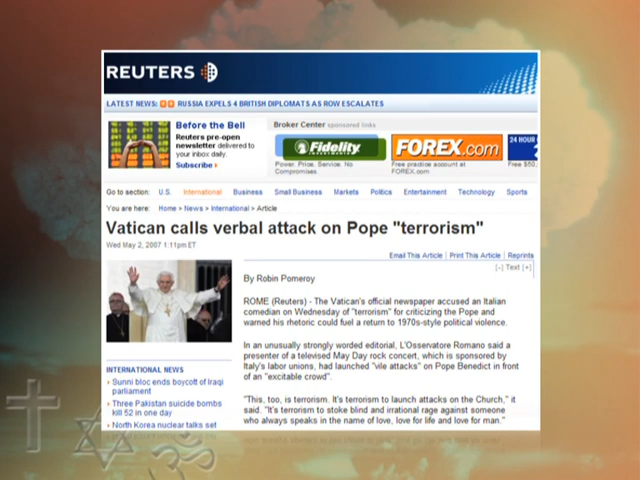 REUTERS
LATEST NEWS: RUSSIA EXPELS 4 BRITISH DIPLOMATS AS ROW ESCALATES
Before the Bell
Reuters pre-open
newsletter delivered to
your inbox daily.
Subscribe
Broker Center sponsored links
Fidelity
INVESTMENTS
Power. Price. Service. No
Compromises.
FOREX.com
Free practice account at
FOREX.com
24 HOUR
Free $50,
Go to section: U.S. International Business Small Business Markets Politics Entertainment Technology Sports
You are here: Home > News > International > Article
Vatican calls verbal attack on Pope "terrorism"
Wed May 2, 2007 1:11pm ET
Email This Article | Print This Article | Reprints
[-] Text [+]
By Robin Pomeroy
ROME (Reuters) - The Vatican's official newspaper accused an Italian
comedian on Wednesday of "terrorism" for criticizing the Pope and
warned his rhetoric could fuel a return to 1970s-style political violence.
In an unusually strongly worded editorial, L'Osservatore Romano said a
presenter of a televised May Day rock concert, which is sponsored by
Italy's labor unions, had launched "vile attacks" on Pope Benedict in front
of an "excitable crowd".
"This, too, is terrorism. It's terrorism to launch attacks on the Church," it
said. "It's terrorism to stoke blind and irrational rage against someone
who always speaks in the name of love, love for life and love for man."
INTERNATIONAL NEWS
Sunni bloc ends boycott of Iraqi
parliament
Three Pakistan suicide bombs
kill 52 in one day
North Korea nuclear talks set